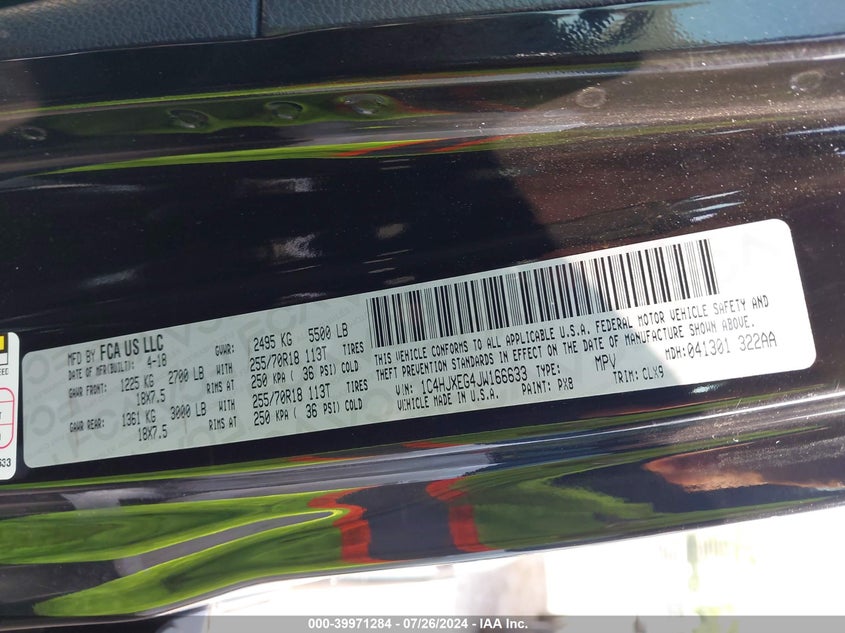 MFD BY FCA US LLC
DATE OF MFR(BUILT): 4-18 GVWR: 2495 KG 5500 LB
GAWR FRONT: 1225 KG 2700 LB 255/70R18 113T TIRES
18X7.5 RIMS AT 250 KPA( 36 PSI) COLD
GAWR REAR: 1361 KG 3000 LB 255/70R18 113T TIRES
18X7.5 RIMS AT 250 KPA( 36 PSI) COLD
THIS VEHICLE CONFORMS TO ALL APPLICABLE U.S.A. FEDERAL MOTOR VEHICLE SAFETY AND
THEFT PREVENTION STANDARDS IN EFFECT ON THE DATE OF MANUFACTURE SHOWN ABOVE.
V:N: 1C4HJXEG4JW166633 TYPE: MPV MDH: 041301 322AA
VEHICLE MADE IN U.S.A. PAINT: PX8 TRIM: CLX9
EEC
633
000-39971284 - 07/26/2024 - IAA Inc.